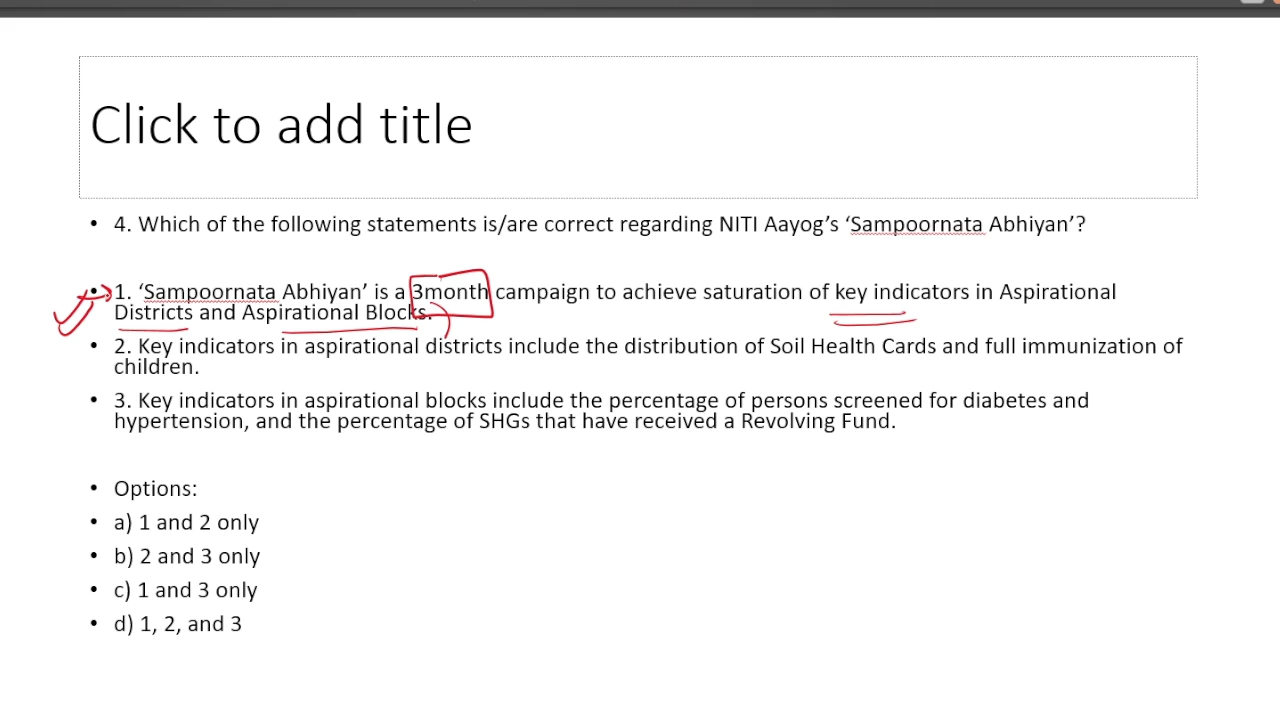 Click to add title
• 4. Which of the following statements is/are correct regarding NITI Aayog’s ‘Sampoornata Abhiyan’?
• 1. ‘Sampoornata Abhiyan’ is a 3month campaign to achieve saturation of key indicators in Aspirational
Districts and Aspirational Blocks.
• 2. Key indicators in aspirational districts include the distribution of Soil Health Cards and full immunization of
children.
• 3. Key indicators in aspirational blocks include the percentage of persons screened for diabetes and
hypertension, and the percentage of SHGs that have received a Revolving Fund.
• Options:
• a) 1 and 2 only
• b) 2 and 3 only
• c) 1 and 3 only
• d) 1, 2, and 3